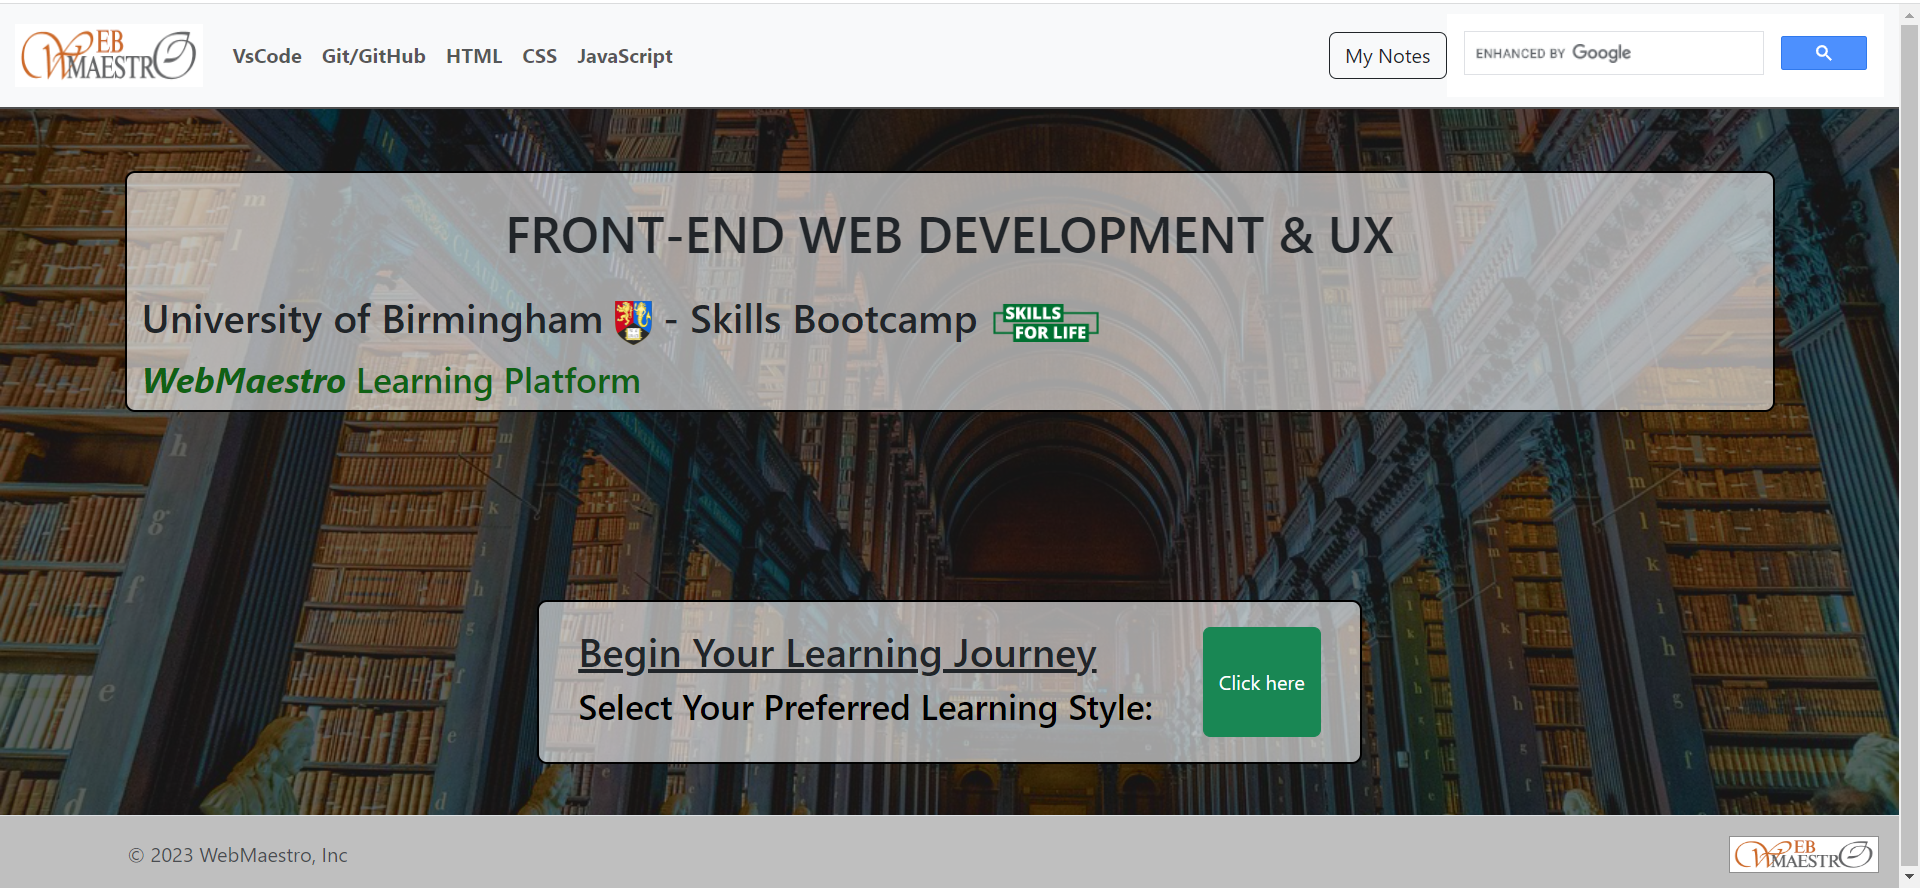 WEB MAESTRO
VsCode Git/GitHub HTML CSS JavaScript
My Notes
ENHANCED BY Google
FRONT-END WEB DEVELOPMENT & UX
University of Birmingham - Skills Bootcamp SKILLS FOR LIFE
WebMaestro Learning Platform
Begin Your Learning Journey
Select Your Preferred Learning Style:
Click here
© 2023 WebMaestro, Inc
WEB MAESTRO